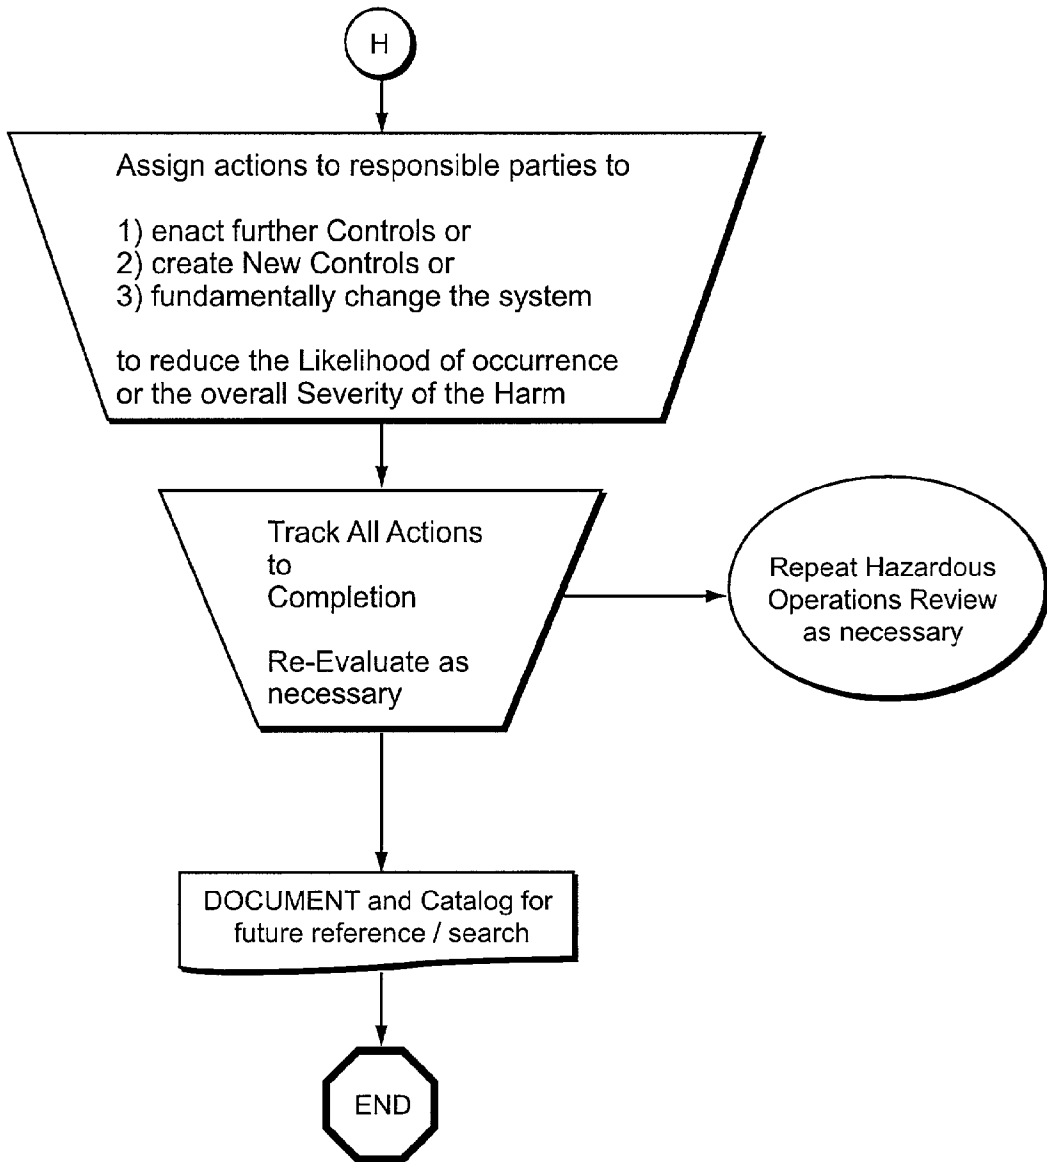 H
Assign actions to responsible parties to
1) enact further Controls or
2) create New Controls or
3) fundamentally change the system
to reduce the Likelihood of occurrence
or the overall Severity of the Harm
Track All Actions
to
Completion
Re-Evaluate as
necessary
Repeat Hazardous
Operations Review
as necessary
DOCUMENT and Catalog for
future reference / search
END